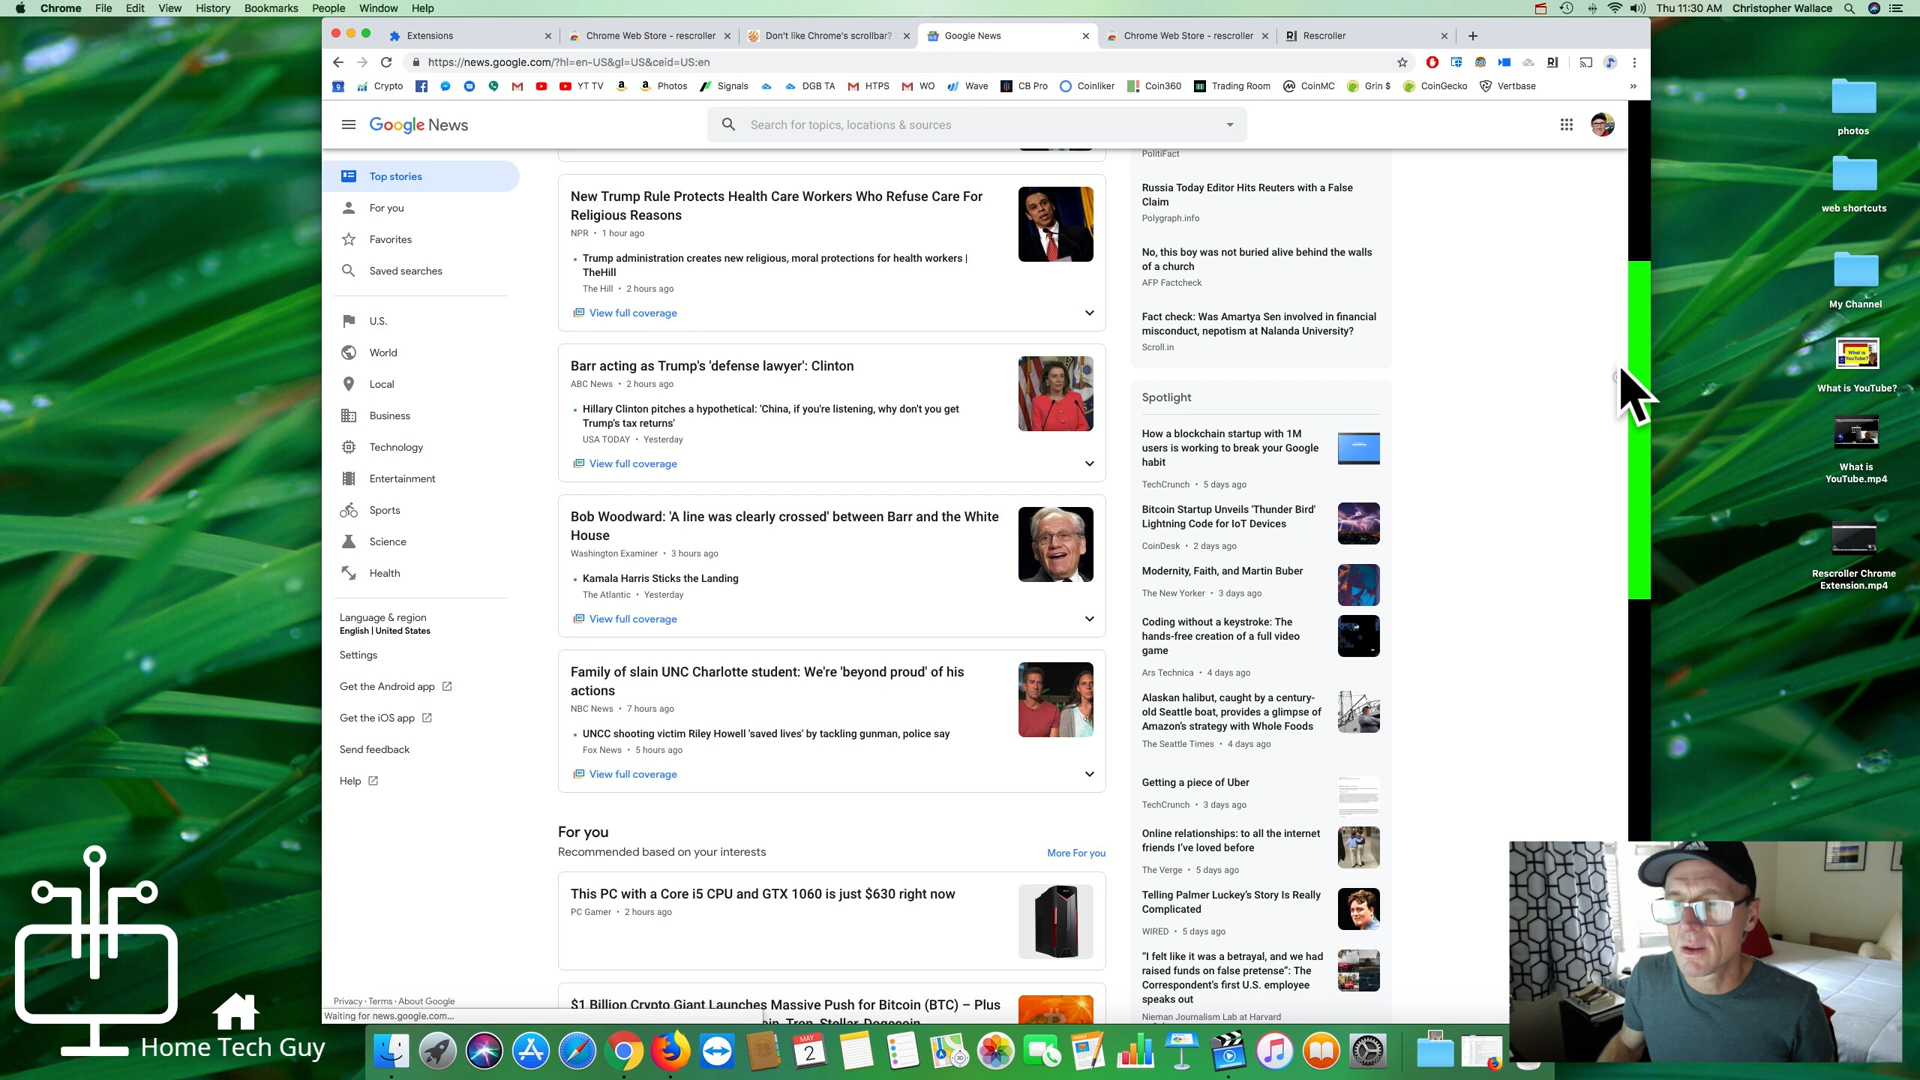 Chrome File Edit View History Bookmarks People Window Help
Thu 11:30 AM Christopher Wallace
Extensions
Chrome Web Store - rescroller
Don't like Chrome's scrollbar?
Google News
Chrome Web Store - rescroller
Rescroller
https://news.google.com/?hl=en-US&gl=US&ceid=US:en
Crypto
YT TV
Photos
Signals
DGB TA
HTPS
WO
Wave
CB Pro
Coinliker
Coin360
Trading Room
CoinMC
Grin $
CoinGecko
Vertbase
Google News
Search for topics, locations & sources
Top stories
For you
Favorites
Saved searches
U.S.
World
Local
Business
Technology
Entertainment
Sports
Science
Health
Language & region
English | United States
Settings
Get the Android app
Get the iOS app
Send feedback
Help
Privacy · Terms · About Google
Waiting for news.google.com...
New Trump Rule Protects Health Care Workers Who Refuse Care For
Religious Reasons
NPR • 1 hour ago
Trump administration creates new religious, moral protections for health workers |
TheHill
The Hill • 2 hours ago
View full coverage
Barr acting as Trump's 'defense lawyer': Clinton
ABC News • 2 hours ago
Hillary Clinton pitches a hypothetical: 'China, if you're listening, why don't you get
Trump's tax returns'
USA TODAY • Yesterday
View full coverage
Bob Woodward: 'A line was clearly crossed' between Barr and the White
House
Washington Examiner • 3 hours ago
Kamala Harris Sticks the Landing
The Atlantic • Yesterday
View full coverage
Family of slain UNC Charlotte student: We're 'beyond proud' of his
actions
NBC News • 7 hours ago
UNCC shooting victim Riley Howell 'saved lives' by tackling gunman, police say
Fox News • 5 hours ago
View full coverage
For you
Recommended based on your interests
More For you
This PC with a Core i5 CPU and GTX 1060 is just $630 right now
PC Gamer • 2 hours ago
$1 Billion Crypto Giant Launches Massive Push for Bitcoin (BTC) – Plus
PolitiFact
Russia Today Editor Hits Reuters with a False
Claim
Polygraph.info
No, this boy was not buried alive behind the walls
of a church
AFP Factcheck
Fact check: Was Amartya Sen involved in financial
misconduct, nepotism at Nalanda University?
Scroll.in
Spotlight
How a blockchain startup with 1M
users is working to break your Google
habit
TechCrunch • 5 days ago
Bitcoin Startup Unveils 'Thunder Bird'
Lightning Code for IoT Devices
CoinDesk • 2 days ago
Modernity, Faith, and Martin Buber
The New Yorker • 3 days ago
Coding without a keystroke: The
hands-free creation of a full video
game
Ars Technica • 4 days ago
Alaskan halibut, caught by a century-
old Seattle boat, provides a glimpse of
Amazon's strategy with Whole Foods
The Seattle Times • 4 days ago
Getting a piece of Uber
TechCrunch • 3 days ago
Online relationships: to all the internet
friends I've loved before
The Verge • 5 days ago
Telling Palmer Luckey's Story Is Really
Complicated
WIRED • 5 days ago
"I felt like it was a betrayal, and we had
raised funds on false pretense": The
Correspondent's first U.S. employee
speaks out
Nieman Journalism Lab at Harvard
photos
web shortcuts
My Channel
What is YouTube?
What is
YouTube.mp4
Rescroller Chrome
Extension.mp4
Home Tech Guy
MAY
2